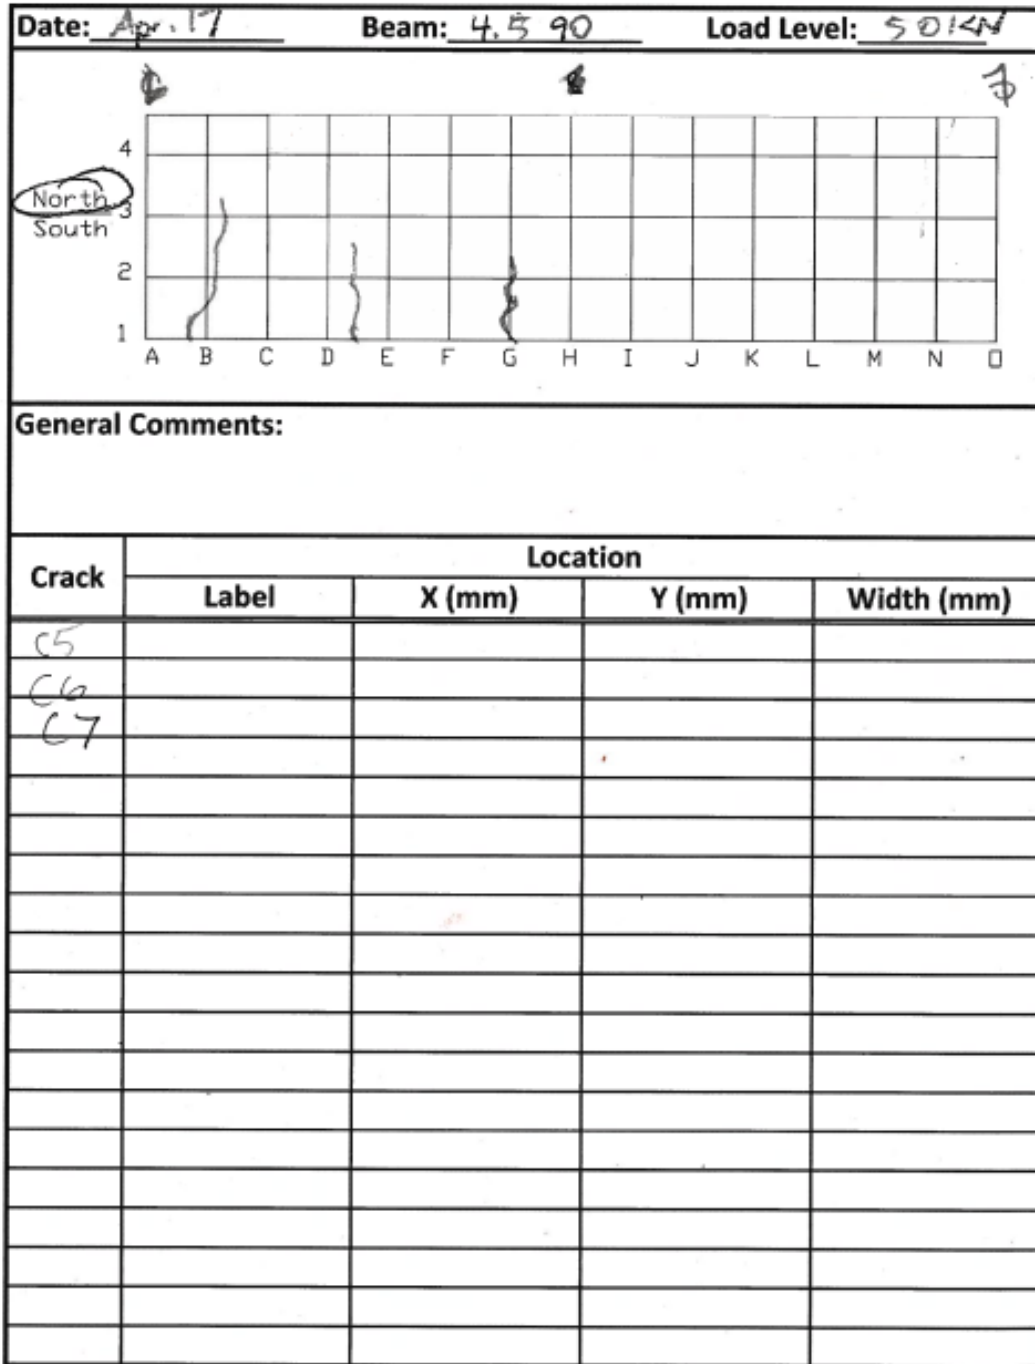 Date: Apr. 17 Beam: 4.5 90 Load Level: 50KN
4
North
3
South
2
1
A B C D E F G H I J K L M N O
General Comments:
Crack Location
Label X (mm) Y (mm) Width (mm)
C5
C6
C7